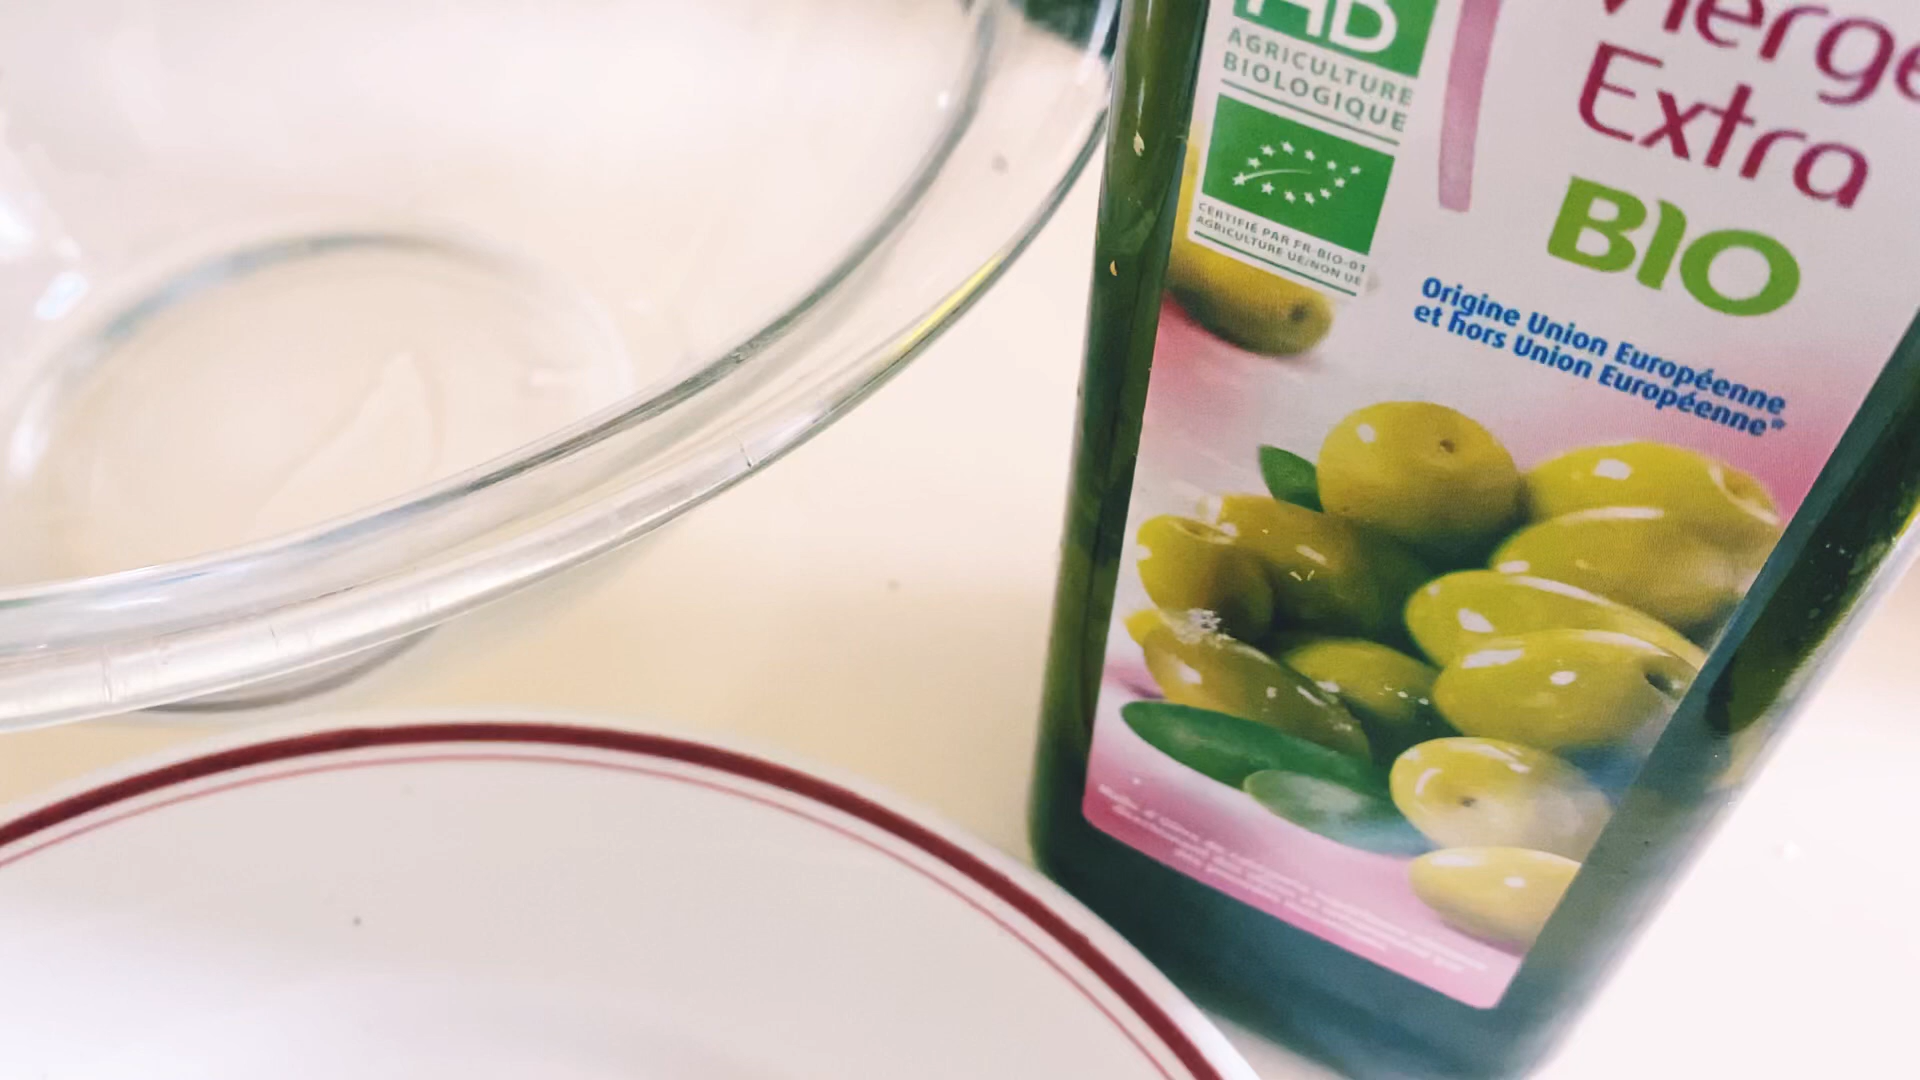 AB
AGRICULTURE
BIOLOGIQUE
CERTIFIÉ PAR FR-BIO-01
AGRICULTURE UE/NON UE
Vierge
Extra
BIO
Origine Union Européenne
et hors Union Européenne*